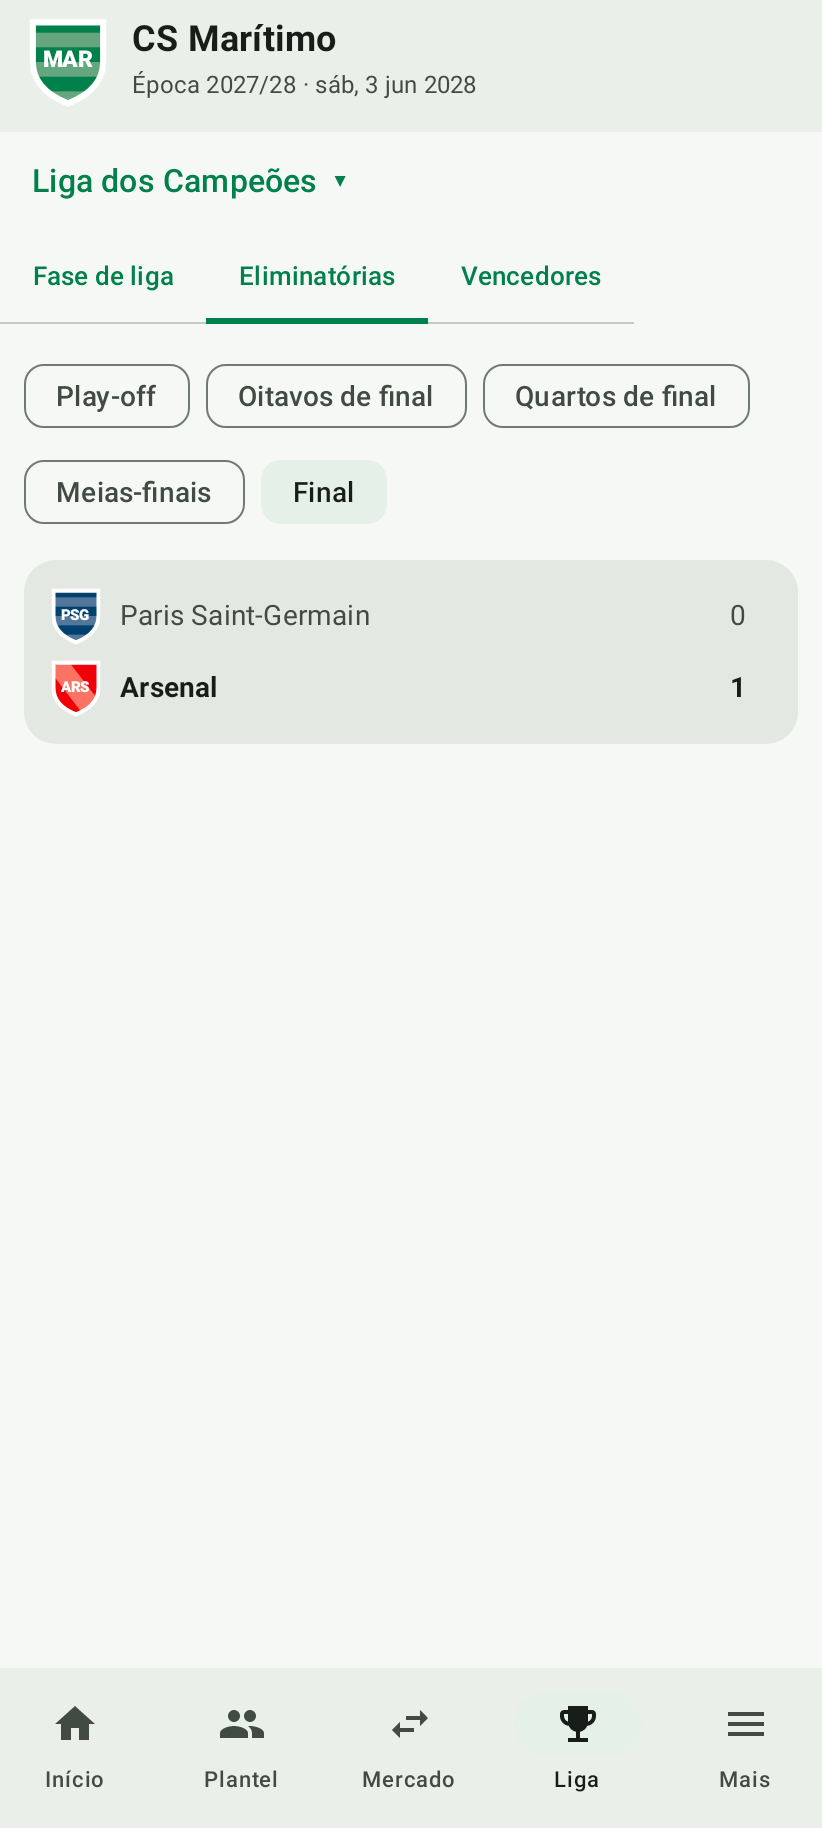 MAR
CS Marítimo
Época 2027/28 · sáb, 3 jun 2028
Liga dos Campeões ▼
Fase de liga Eliminatórias Vencedores
Play-off Oitavos de final Quartos de final
Meias-finais Final
PSG Paris Saint-Germain 0
ARS Arsenal 1
Início Plantel Mercado Liga Mais